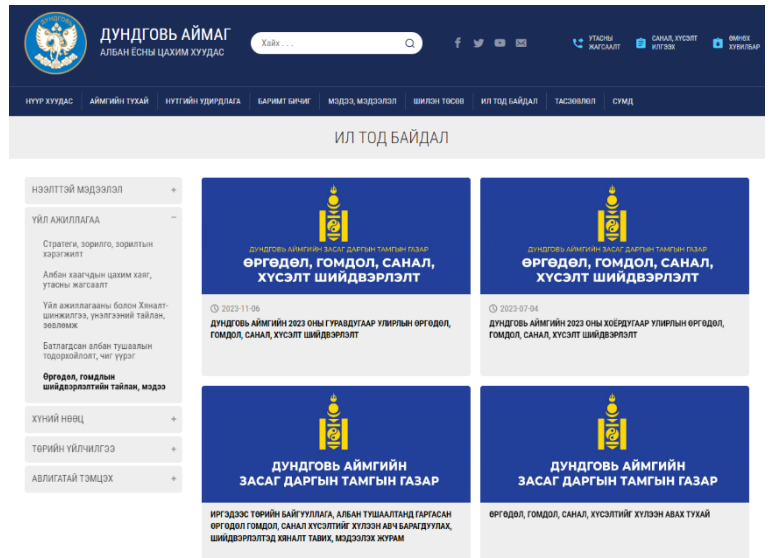 ДУНДГОВЬ АЙМАГ
АЛБАН ЁСНЫ ЦАХИМ ХУУДАС
Хайх . . .
УТАСНЫ
ЖАГСААЛТ
САНАЛ, ХҮСЭЛТ
ИЛГЭЭХ
ӨМНӨХ
ХУВИЛБАР
НҮҮР ХУУДАС АЙМГИЙН ТУХАЙ НУТГИЙН УДИРДЛАГА БАРИМТ БИЧИГ МЭДЭЭ, МЭДЭЭЛЭЛ ШИЛЭН ТӨСӨВ ИЛ ТОД БАЙДАЛ ТАСЗӨВЛӨЛ СУМД
ИЛ ТОД БАЙДАЛ
НЭЭЛТТЭЙ МЭДЭЭЛЭЛ +
ҮЙЛ АЖИЛЛАГАА −
Стратеги, зорилго, зорилтын
хэрэгжилт
Албан хаагчдын цахим хаяг,
утасны жагсаалт
Үйл ажиллагааны болон Хяналт-
шинжилгээ, үнэлгээний тайлан,
зөвлөмж
Батлагдсан албан тушаалын
тодорхойлолт, чиг үүрэг
Өргөдөл, гомдлын
шийдвэрлэлтийн тайлан, мэдээ
ХҮНИЙ НӨӨЦ +
ТӨРИЙН ҮЙЛЧИЛГЭЭ +
АВЛИГАТАЙ ТЭМЦЭХ +
ДУНДГОВЬ АЙМГИЙН ЗАСАГ ДАРГЫН ТАМГЫН ГАЗАР
ӨРГӨДӨЛ, ГОМДОЛ, САНАЛ,
ХҮСЭЛТ ШИЙДВЭРЛЭЛТ
2023-11-06
ДУНДГОВЬ АЙМГИЙН 2023 ОНЫ ГУРАВДУГААР УЛИРЛЫН ӨРГӨДӨЛ,
ГОМДОЛ, САНАЛ, ХҮСЭЛТ ШИЙДВЭРЛЭЛТ
ДУНДГОВЬ АЙМГИЙН ЗАСАГ ДАРГЫН ТАМГЫН ГАЗАР
ӨРГӨДӨЛ, ГОМДОЛ, САНАЛ,
ХҮСЭЛТ ШИЙДВЭРЛЭЛТ
2023-07-04
ДУНДГОВЬ АЙМГИЙН 2023 ОНЫ ХОЁРДУГААР УЛИРЛЫН ӨРГӨДӨЛ,
ГОМДОЛ, САНАЛ, ХҮСЭЛТ ШИЙДВЭРЛЭЛТ
ДУНДГОВЬ АЙМГИЙН
ЗАСАГ ДАРГЫН ТАМГЫН ГАЗАР
ИРГЭДЭЭС ТӨРИЙН БАЙГУУЛЛАГА, АЛБАН ТУШААЛТАНД ГАРГАСАН
ӨРГӨДӨЛ ГОМДОЛ, САНАЛ ХҮСЭЛТИЙГ ХҮЛЭЭН АВЧ БАРАГДУУЛАХ,
ШИЙДВЭРЛЭЛТЭД ХЯНАЛТ ТАВИХ, МЭДЭЭЛЭХ ЖУРАМ
ДУНДГОВЬ АЙМГИЙН
ЗАСАГ ДАРГЫН ТАМГЫН ГАЗАР
ӨРГӨДӨЛ, ГОМДОЛ, САНАЛ, ХҮСЭЛТИЙГ ХҮЛЭЭН АВАХ ТУХАЙ